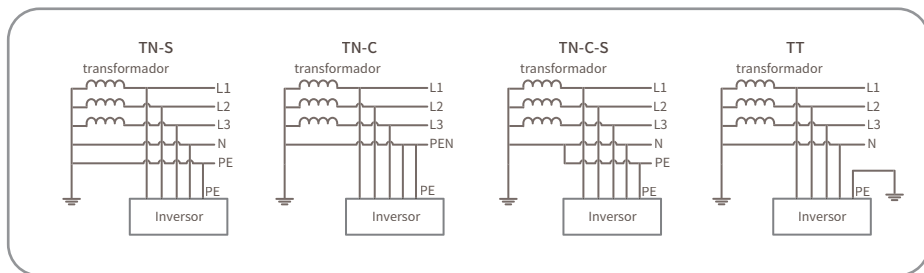 TN-S
transformador
L1
L2
L3
N
PE
PE
Inversor
TN-C
transformador
L1
L2
L3
PEN
PE
Inversor
TN-C-S
transformador
L1
L2
L3
N
PE
PE
Inversor
TT
transformador
L1
L2
L3
N
PE
Inversor